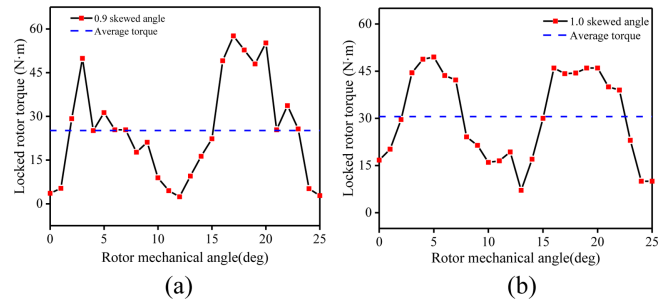 0.9 skewed angle
Average torque
Locked rotor torque (N·m)
60
45
30
15
0
0
5
10
15
20
25
Rotor mechanical angle(deg)
(a)
1.0 skewed angle
Average torque
Locked rotor torque (N·m)
60
45
30
15
0
0
5
10
15
20
25
Rotor mechanical angle(deg)
(b)